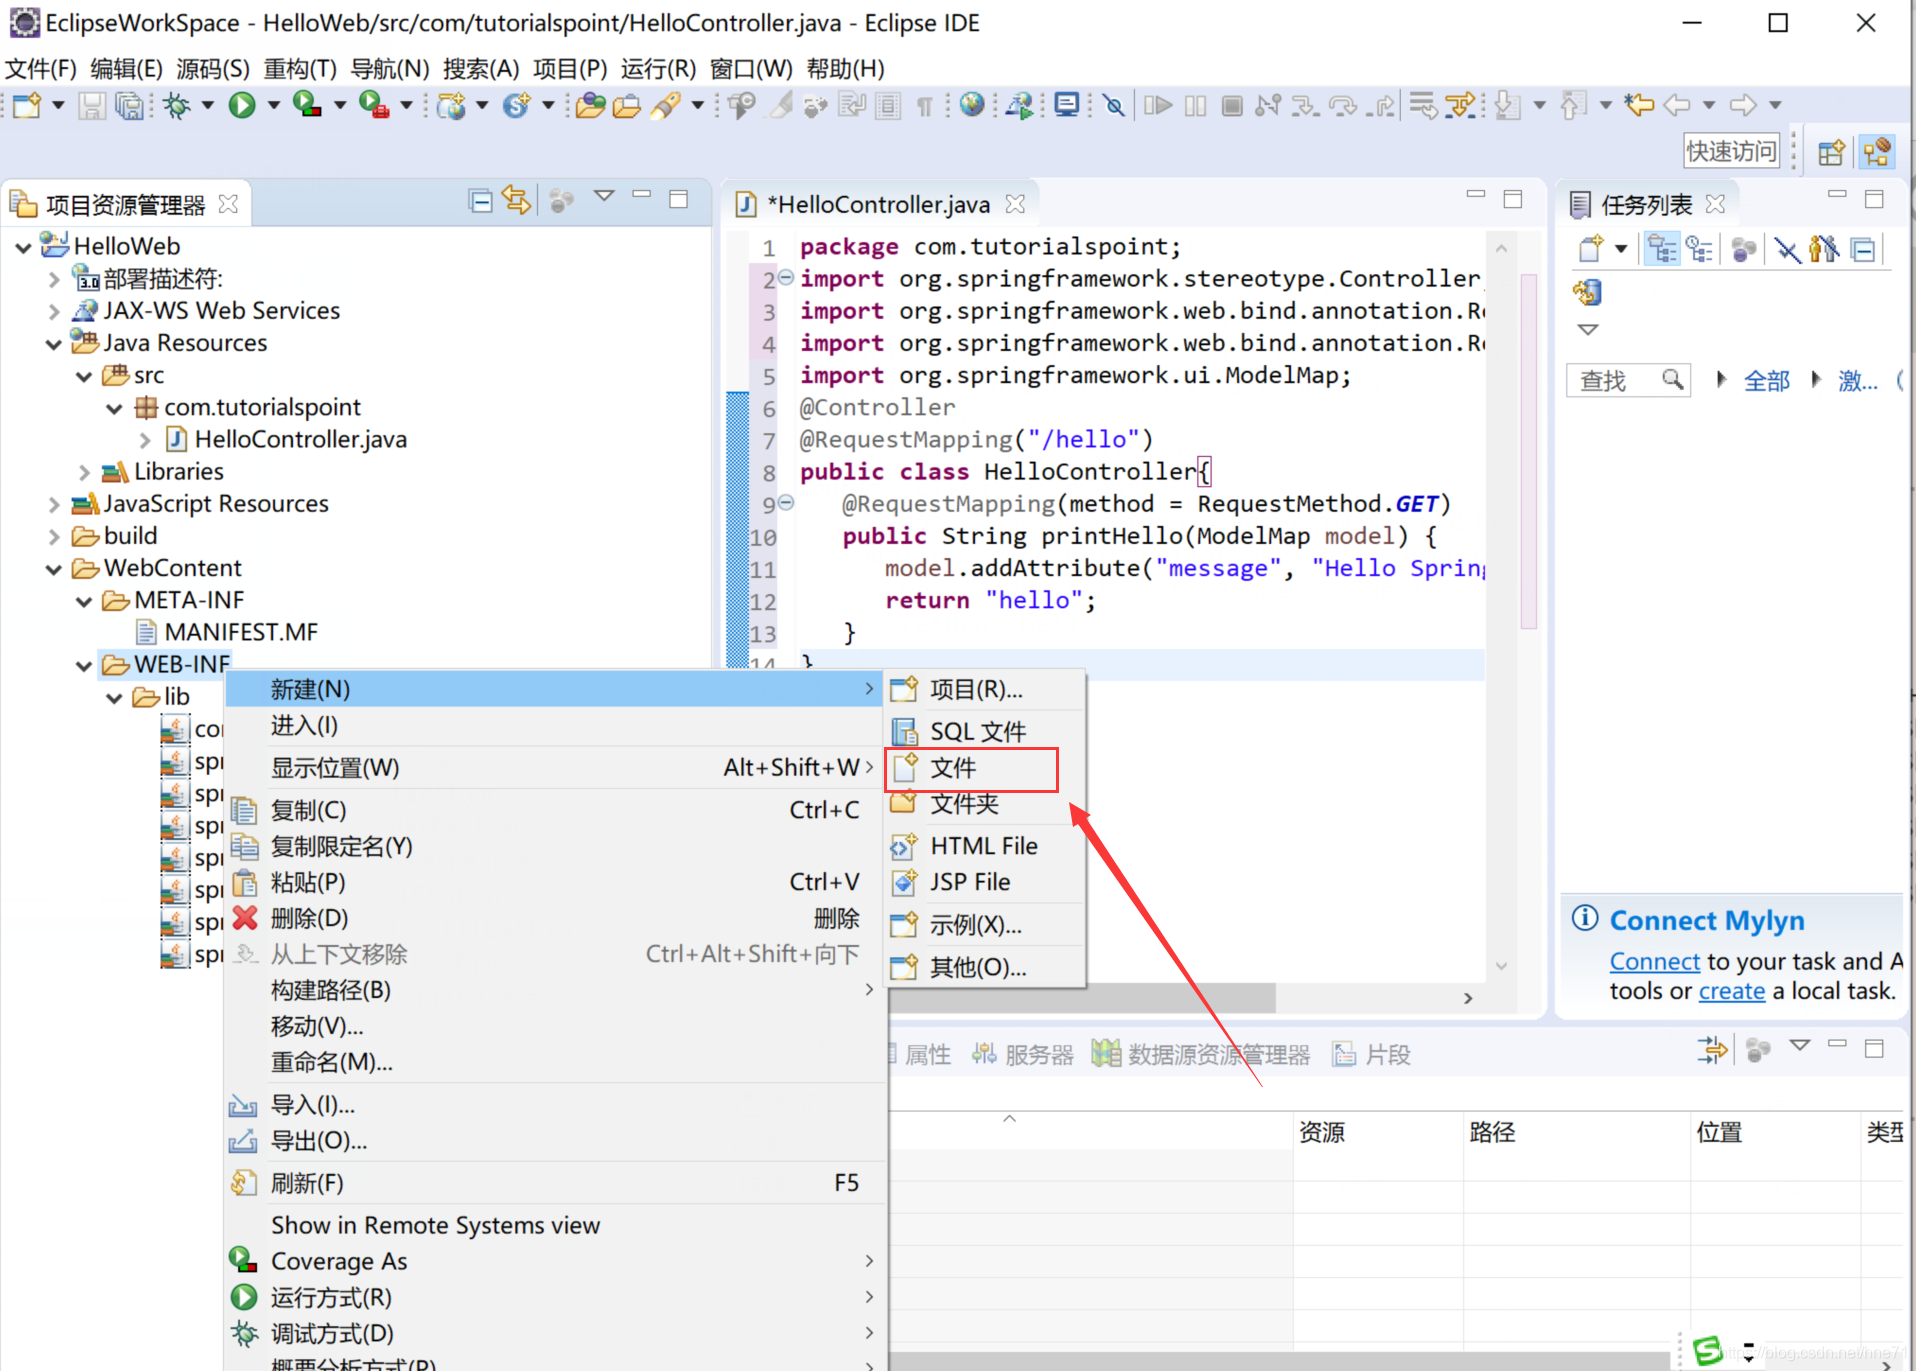 EclipseWorkSpace - HelloWeb/src/com/tutorialspoint/HelloController.java - Eclipse IDE
文件(F) 编辑(E) 源码(S) 重构(T) 导航(N) 搜索(A) 项目(P) 运行(R) 窗口(W) 帮助(H)
快速访问
项目资源管理器
HelloWeb
3.0 部署描述符:
JAX-WS Web Services
Java Resources
src
com.tutorialspoint
HelloController.java
Libraries
JavaScript Resources
build
WebContent
META-INF
MANIFEST.MF
WEB-INF
lib
spr
spr
spr
spr
spr
spr
spr
*HelloController.java
1 package com.tutorialspoint;
2 import org.springframework.stereotype.Controller
3 import org.springframework.web.bind.annotation.
4 import org.springframework.web.bind.annotation.
5 import org.springframework.ui.ModelMap;
6 @Controller
7 @RequestMapping("/hello")
8 public class HelloController{
9 @RequestMapping(method = RequestMethod.GET)
10 public String printHello(ModelMap model) {
11 model.addAttribute("message", "Hello Spring
12 return "hello";
13 }
14 }
新建(N)
进入(I)
显示位置(W) Alt+Shift+W
复制(C) Ctrl+C
复制限定名(Y)
粘贴(P) Ctrl+V
删除(D) 删除
从上下文移除 Ctrl+Alt+Shift+向下
构建路径(B)
移动(V)...
重命名(M)...
导入(I)...
导出(O)...
刷新(F) F5
Show in Remote Systems view
Coverage As
运行方式(R)
调试方式(D)
概要分析方式(P)
项目(R)...
SQL 文件
文件
文件夹
HTML File
JSP File
示例(X)...
其他(O)...
任务列表
查找 全部 激...
Connect Mylyn
Connect to your task and A
tools or create a local task.
属性 服务器 数据源资源管理器 片段
资源 路径 位置 类型